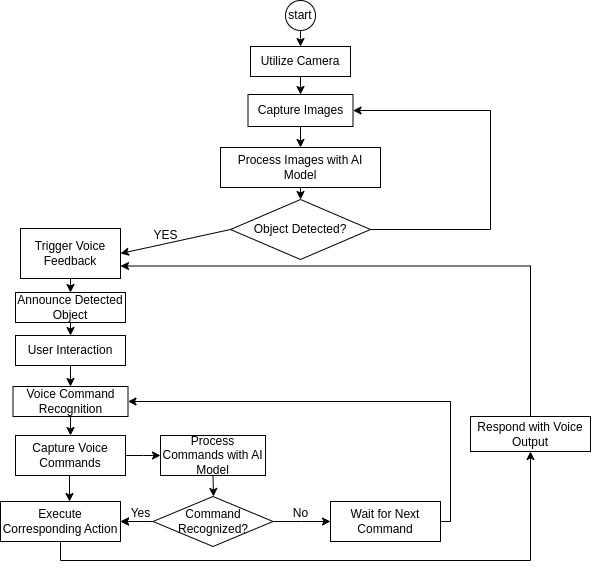 start
Utilize Camera
Capture Images
Process Images with AI
Model
Object Detected?
YES
Trigger Voice
Feedback
Announce Detected
Object
User Interaction
Voice Command
Recognition
Capture Voice
Commands
Process
Commands with AI
Model
Respond with Voice
Output
Execute
Corresponding Action
Yes
Command
Recognized?
No
Wait for Next
Command